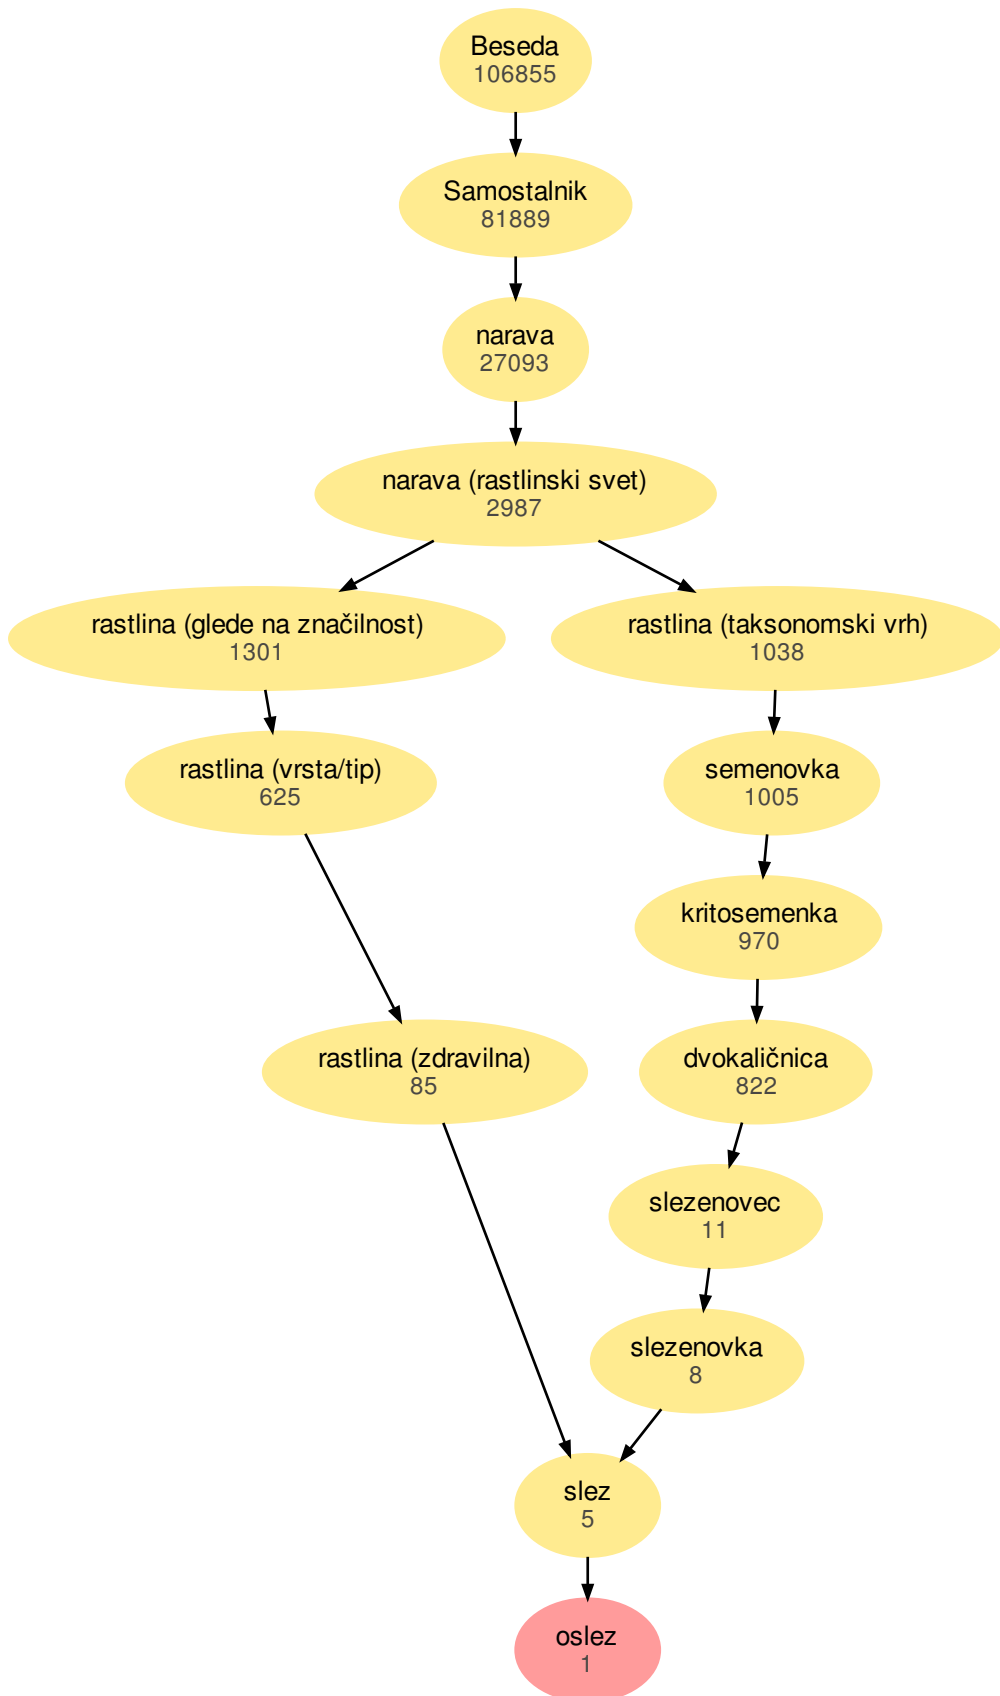 Beseda
106855
Samostalnik
81889
narava
27093
narava (rastlinski svet)
2987
rastlina (glede na značilnost)
1301
rastlina (taksonomski vrh)
1038
rastlina (vrsta/tip)
625
semenovka
1005
kritosemenka
970
rastlina (zdravilna)
85
dvokaličnica
822
slezenovec
11
slezenovka
8
slez
5
oslez
1